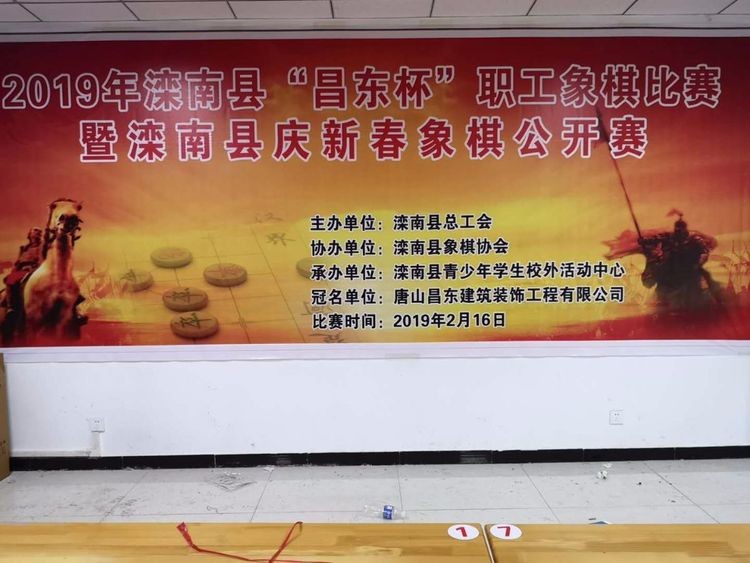 2019年滦南县“昌东杯”职工象棋比赛
暨滦南县庆新春象棋公开赛
主办单位：滦南县总工会
协办单位：滦南县象棋协会
承办单位：滦南县青少年学生校外活动中心
冠名单位：唐山昌东建筑装饰工程有限公司
比赛时间：2019年2月16日
1 7